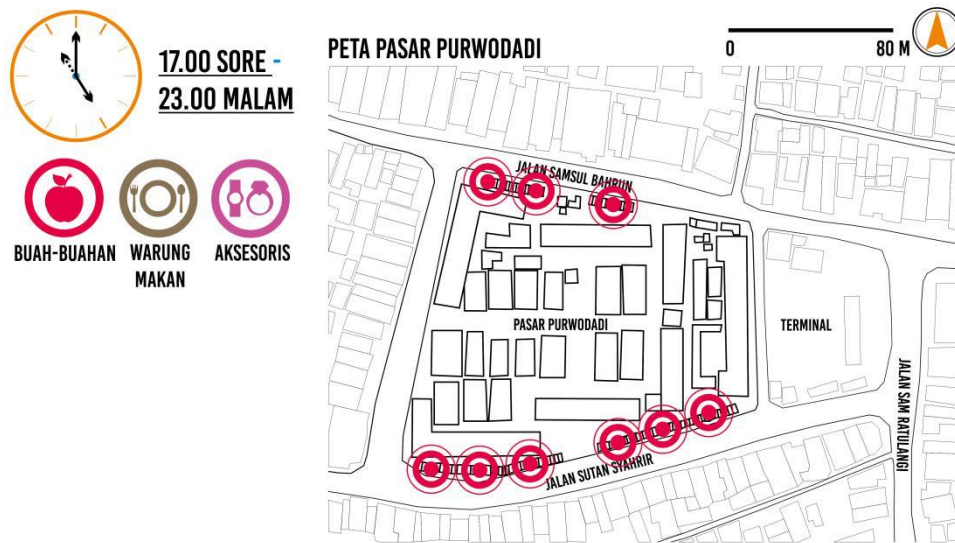 17.00 SORE -
23.00 MALAM
BUAH-BUAHAN
WARUNG
MAKAN
AKSESORIS
PETA PASAR PURWODADI
0
80 M
JALAN SAMSUL BAHRUN
PASAR PURWODADI
TERMINAL
JALAN SAM RATULANGI
JALAN SUTAN SYAHRIR